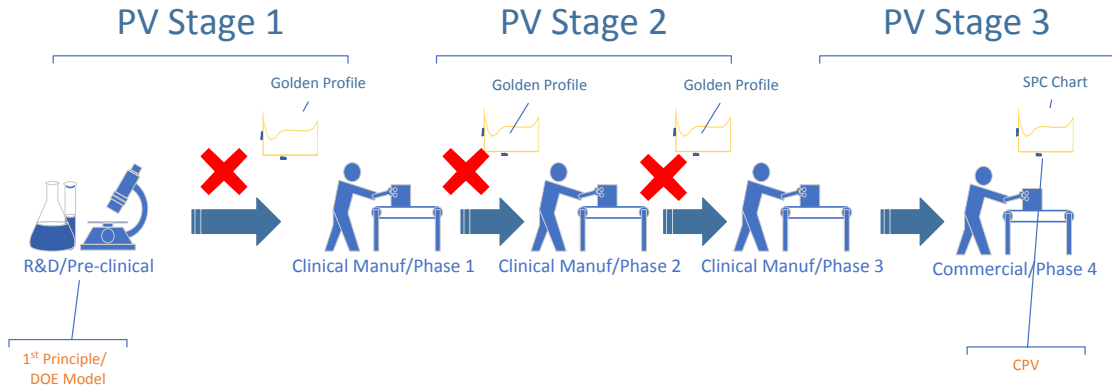 PV Stage 1
PV Stage 2
PV Stage 3
Golden Profile
Golden Profile
Golden Profile
SPC Chart
R&D/Pre-clinical
Clinical Manuf/Phase 1
Clinical Manuf/Phase 2
Clinical Manuf/Phase 3
Commercial/Phase 4
1st Principle/
DOE Model
CPV